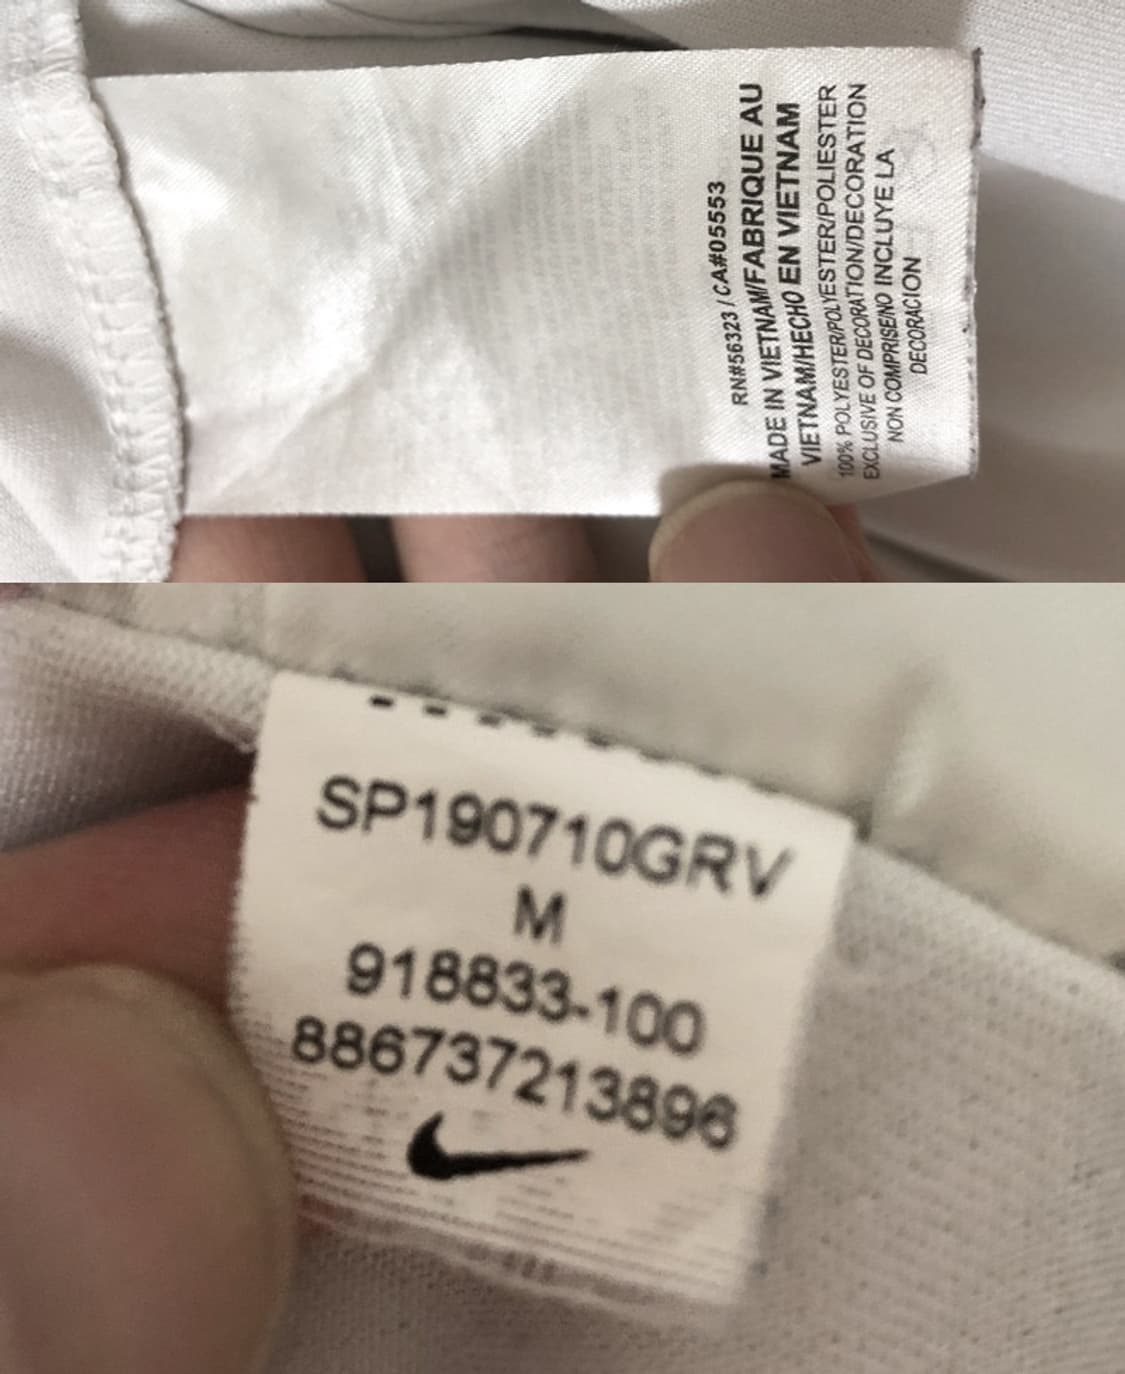 RN#56323 / CA#05553
MADE IN VIETNAM/FABRIQUE AU
VIETNAM/HECHO EN VIETNAM
100% POLYESTER/POLYESTER/POLIESTER
EXCLUSIVE OF DECORATION/DECORATION
NON COMPRISE/NO INCLUYE LA
DECORACION
SP190710GRV
M
918833-100
886737213896